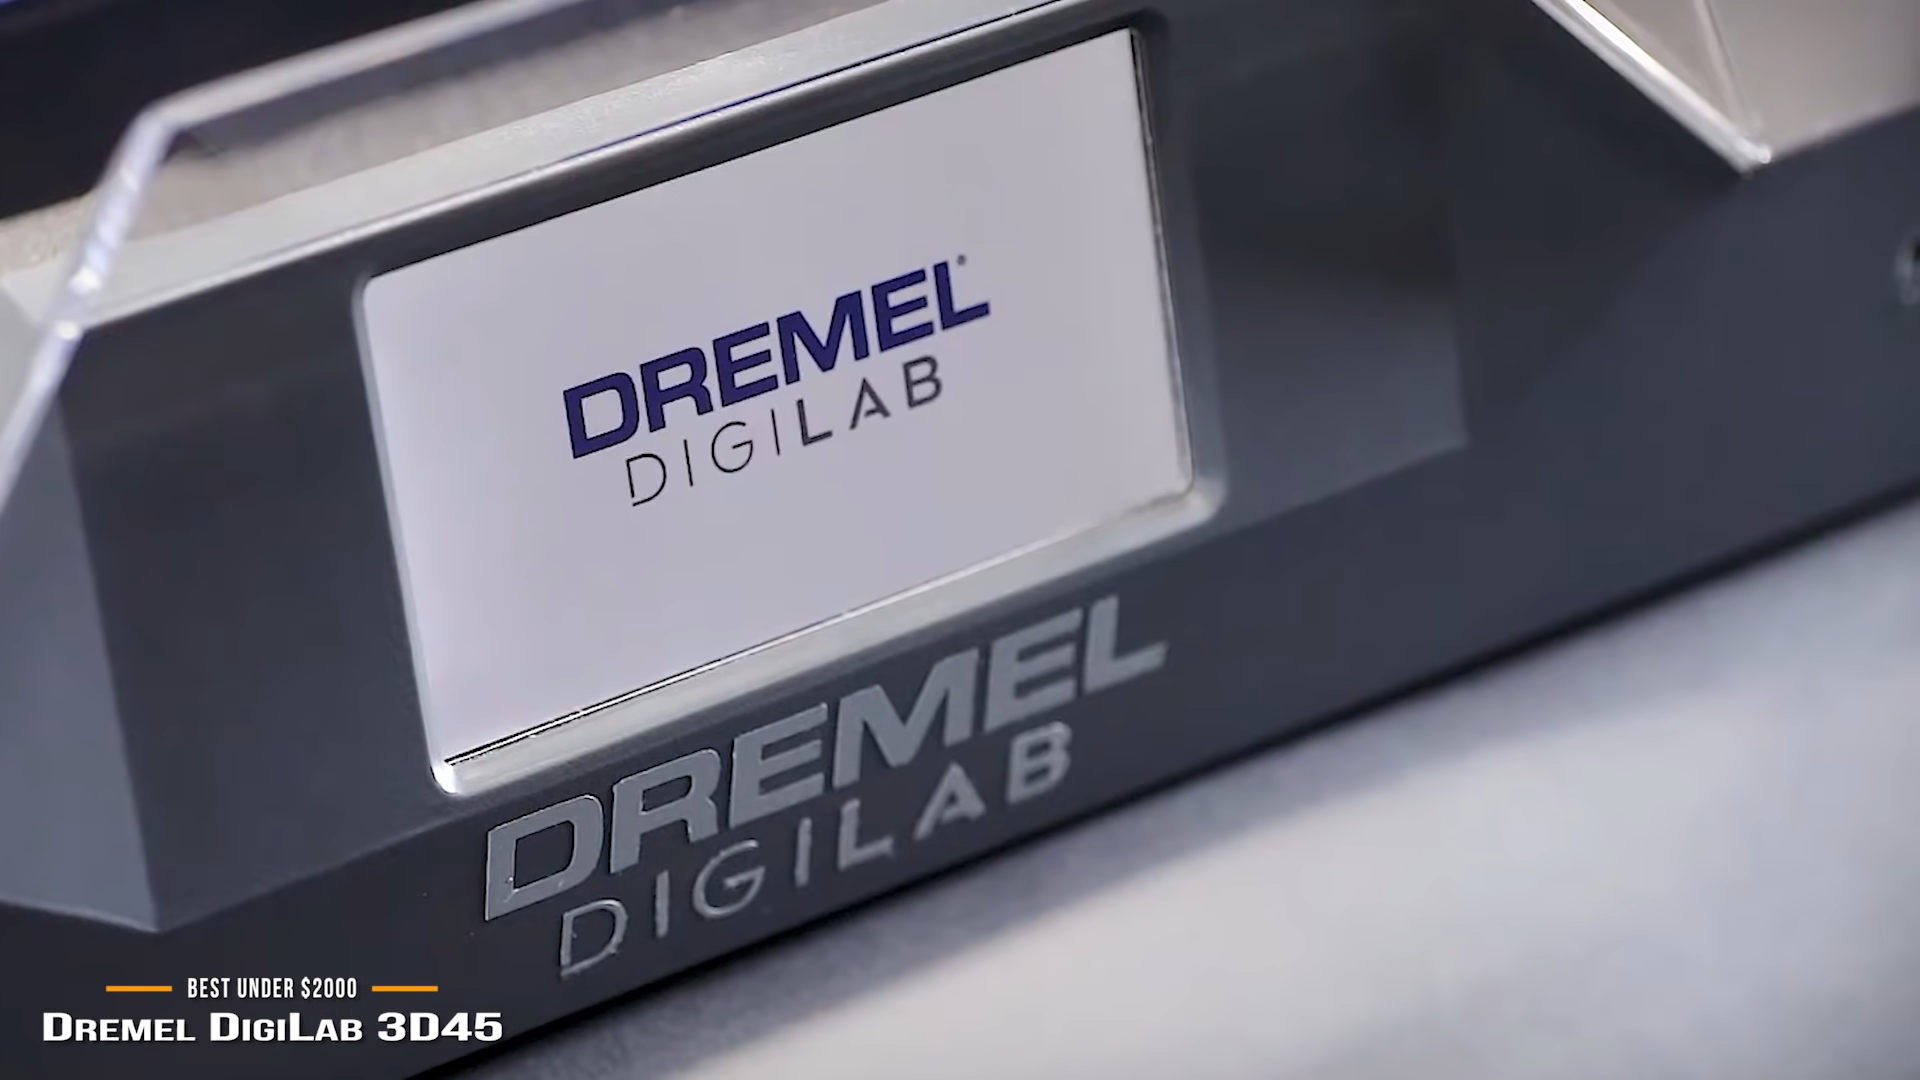 DREMEL
DIGILAB
DREMEL
DIGILAB
BEST UNDER $2000
DREMEL DIGILAB 3D45